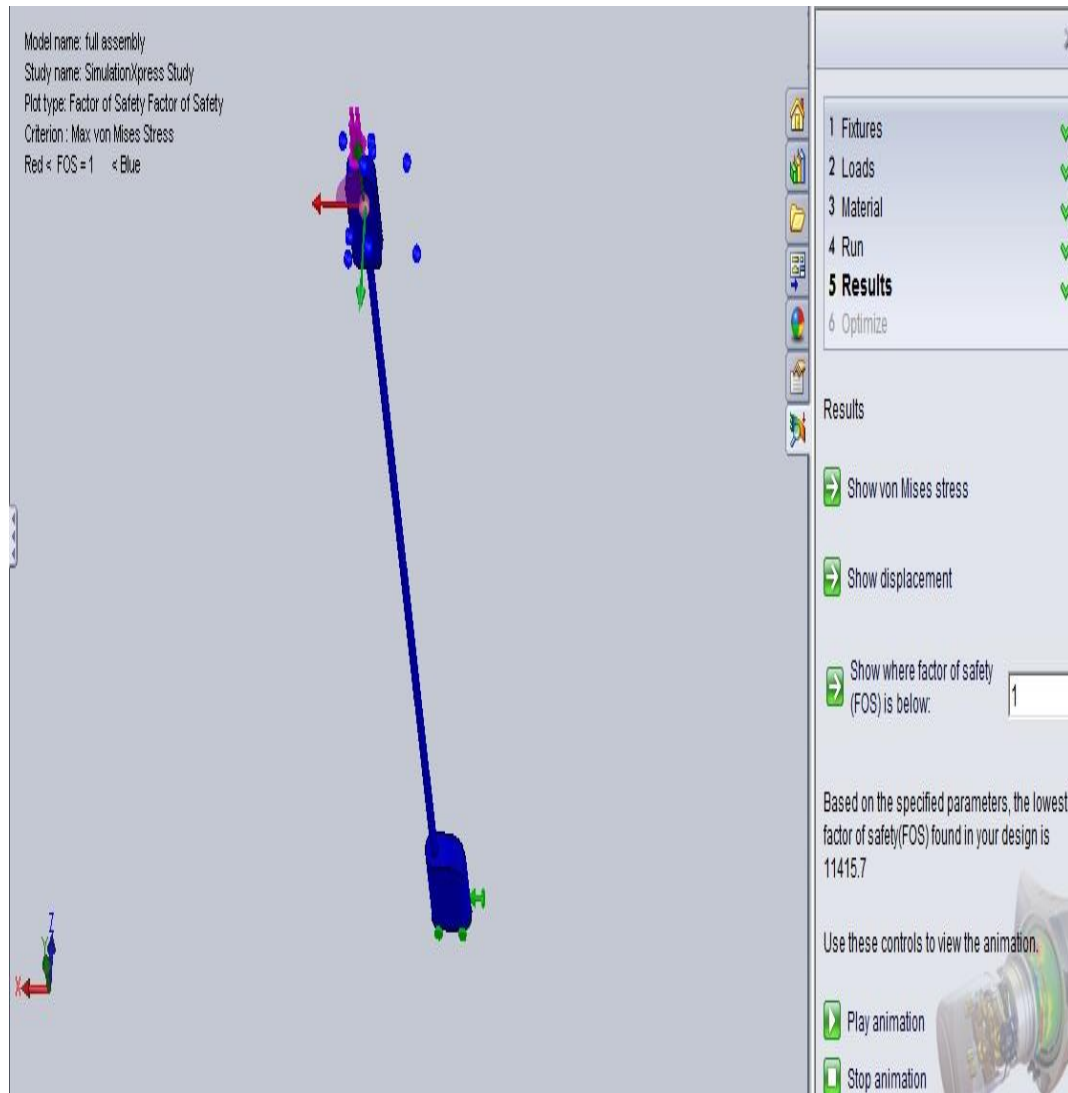 Model name: full assembly
Study name: SimulationXpress Study
Plot type: Factor of Safety Factor of Safety
Criterion : Max von Mises Stress
Red < FOS = 1 < Blue
Z
Y
X
1 Fixtures
2 Loads
3 Material
4 Run
5 Results
6 Optimize
Results
Show von Mises stress
Show displacement
Show where factor of safety
(FOS) is below:
1
Based on the specified parameters, the lowest
factor of safety(FOS) found in your design is
11415.7
Use these controls to view the animation.
Play animation
Stop animation